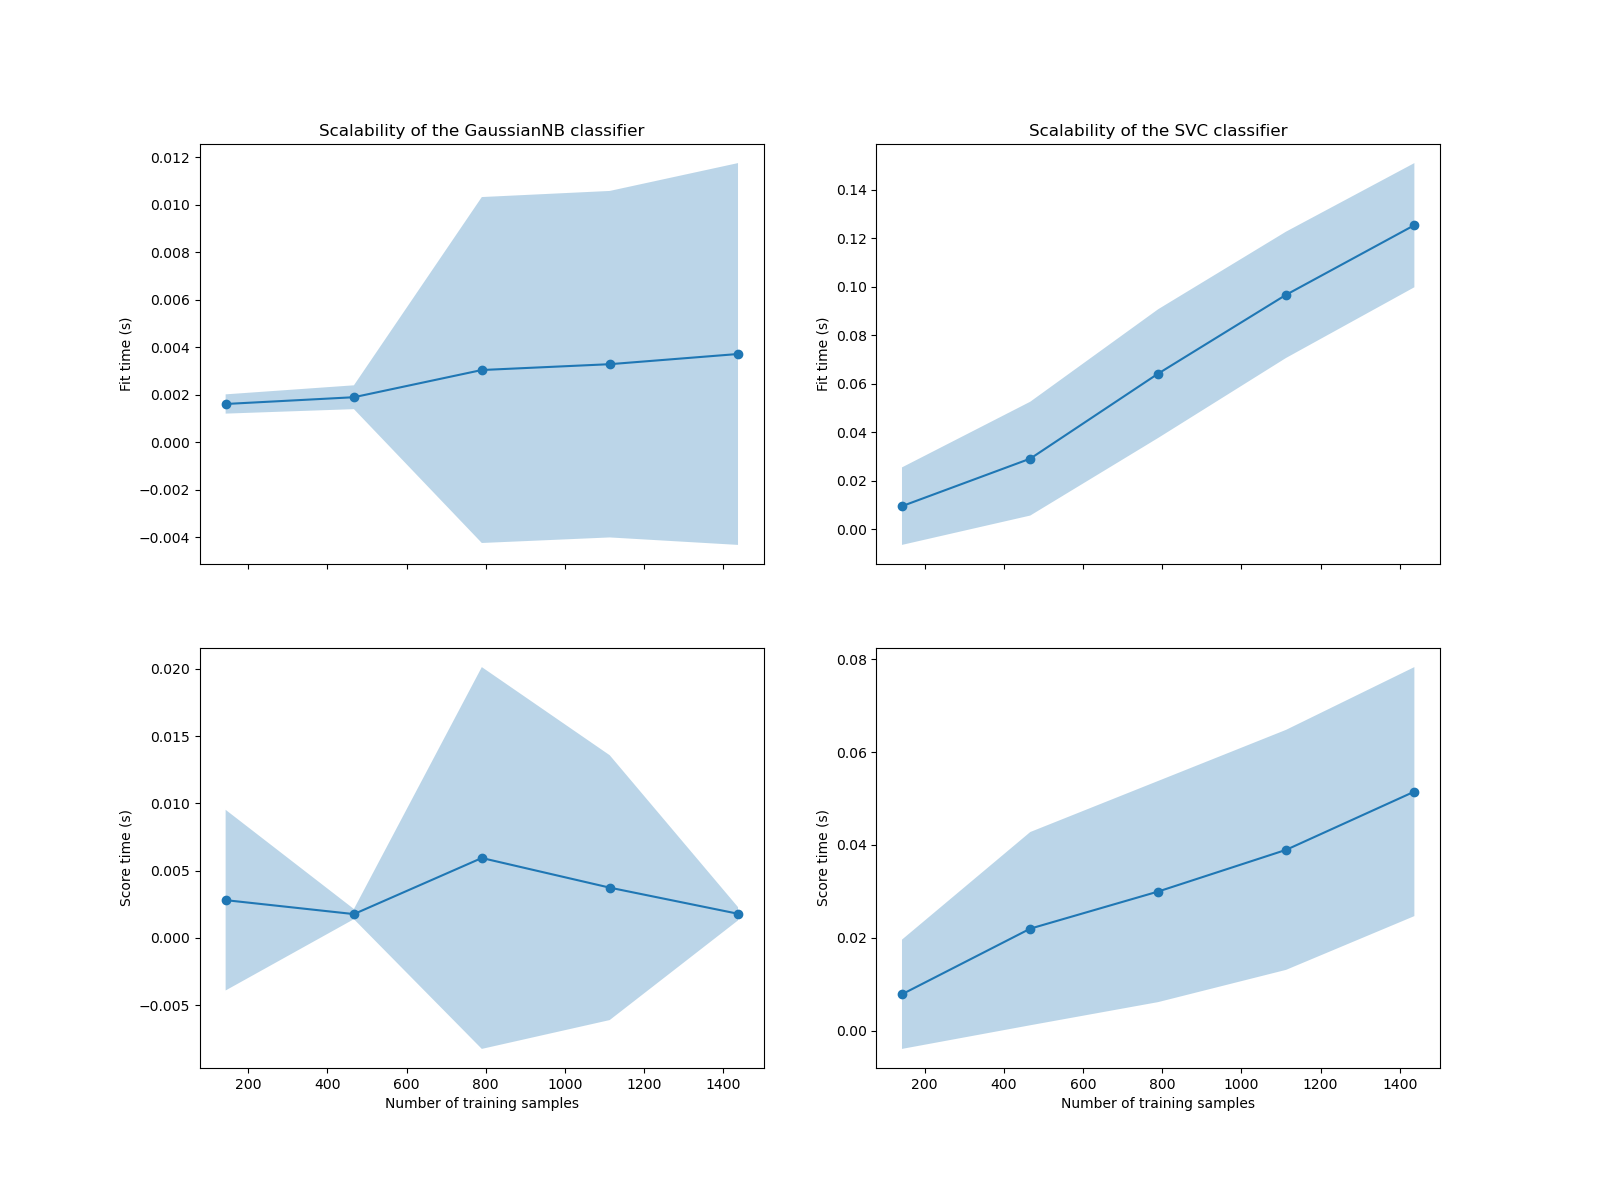 Scalability of the GaussianNB classifier
Scalability of the SVC classifier
0.012
0.010
0.008
0.006
0.004
0.002
0.000
−0.002
−0.004
Fit time (s)
0.14
0.12
0.10
0.08
0.06
0.04
0.02
0.00
Fit time (s)
0.020
0.015
0.010
0.005
0.000
−0.005
Score time (s)
200 400 600 800 1000 1200 1400
Number of training samples
0.08
0.06
0.04
0.02
0.00
Score time (s)
200 400 600 800 1000 1200 1400
Number of training samples